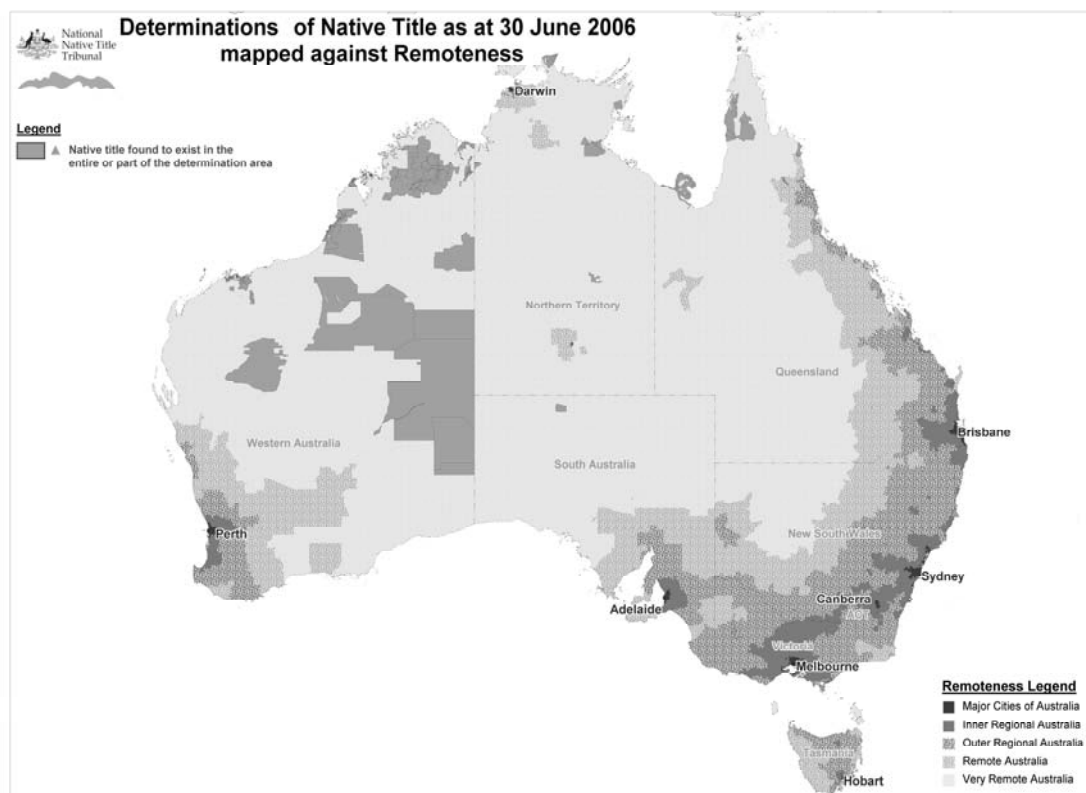 National
Native Title
Tribunal
Determinations of Native Title as at 30 June 2006
mapped against Remoteness
Legend
Native title found to exist in the
entire or part of the determination area
Darwin
Northern Territory
Queensland
Western Australia
South Australia
Brisbane
New South Wales
Perth
Sydney
Canberra
ACT
Adelaide
Victoria
Melbourne
Tasmania
Hobart
Remoteness Legend
Major Cities of Australia
Inner Regional Australia
Outer Regional Australia
Remote Australia
Very Remote Australia